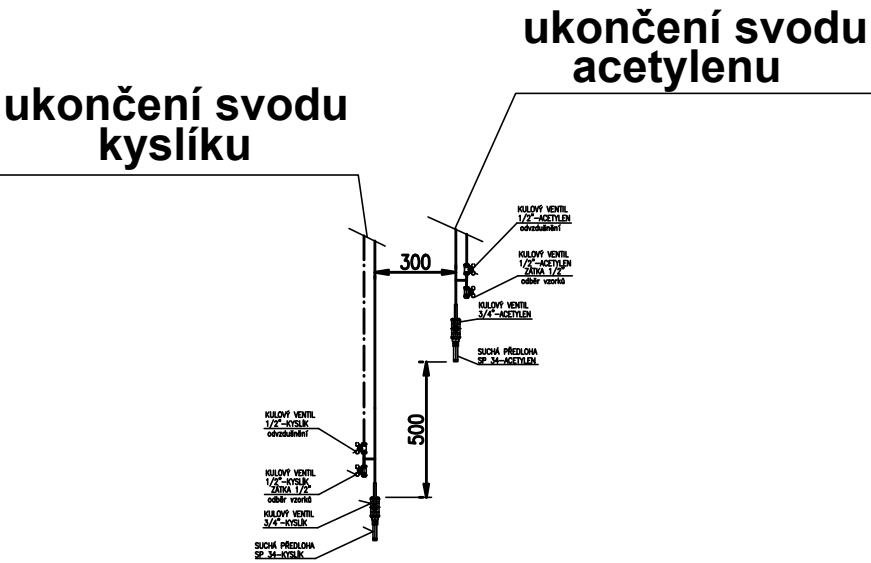 ukončení svodu
acetylenu
ukončení svodu
kyslíku
KULOVÝ VENTIL
1/2"-ACETYLEN
odvzdušnění
300
KULOVÝ VENTIL
1/2"-ACETYLEN
ZÁTKA 1/2"
odběr vzorků
KULOVÝ VENTIL
3/4"-ACETYLEN
SUCHÁ PŘEDLOHA
SP 34-ACETYLEN
500
KULOVÝ VENTIL
1/2"-KYSLÍK
odvzdušnění
KULOVÝ VENTIL
1/2"-KYSLÍK
ZÁTKA 1/2"
odběr vzorků
KULOVÝ VENTIL
3/4"-KYSLÍK
SUCHÁ PŘEDLOHA
SP 34-KYSLÍK